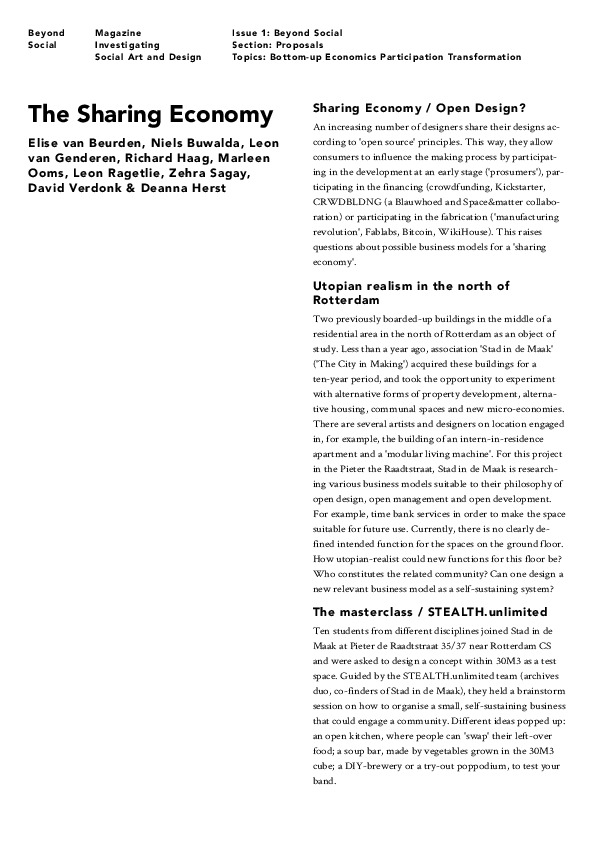 Beyond
Social
Magazine
Investigating
Social Art and Design
Issue 1: Beyond Social
Section: Proposals
Topics: Bottom-up Economics Participation Transformation
The Sharing Economy
Elise van Beurden, Niels Buwalda, Leon
van Genderen, Richard Haag, Marleen
Ooms, Leon Ragetlie, Zehra Sagay,
David Verdonk & Deanna Herst
Sharing Economy / Open Design?
An increasing number of designers share their designs ac-
cording to 'open source' principles. This way, they allow
consumers to influence the making process by participat-
ing in the development at an early stage ('prosumers'), par-
ticipating in the financing (crowdfunding, Kickstarter,
CRWDBLDNG (a Blauwhoed and Space&matter collabo-
ration) or participating in the fabrication ('manufacturing
revolution', Fablabs, Bitcoin, WikiHouse). This raises
questions about possible business models for a 'sharing
economy'.
Utopian realism in the north of
Rotterdam
Two previously boarded-up buildings in the middle of a
residential area in the north of Rotterdam as an object of
study. Less than a year ago, association 'Stad in de Maak'
('The City in Making') acquired these buildings for a
ten-year period, and took the opportunity to experiment
with alternative forms of property development, alterna-
tive housing, communal spaces and new micro-economies.
There are several artists and designers on location engaged
in, for example, the building of an intern-in-residence
apartment and a 'modular living machine'. For this project
in the Pieter the Raadtstraat, Stad in de Maak is research-
ing various business models suitable to their philosophy of
open design, open management and open development.
For example, time bank services in order to make the space
suitable for future use. Currently, there is no clearly de-
fined intended function for the spaces on the ground floor.
How utopian-realist could new functions for this floor be?
Who constitutes the related community? Can one design a
new relevant business model as a self-sustaining system?
The masterclass / STEALTH.unlimited
Ten students from different disciplines joined Stad in de
Maak at Pieter de Raadtstraat 35/37 near Rotterdam CS
and were asked to design a concept within 30M3 as a test
space. Guided by the STEALTH.unlimited team (archives
duo, co-finders of Stad in de Maak), they held a brainstorm
session on how to organise a small, self-sustaining business
that could engage a community. Different ideas popped up:
an open kitchen, where people can 'swap' their left-over
food; a soup bar, made by vegetables grown in the 30M3
cube; a DIY-brewery or a try-out poppodium, to test your
band.